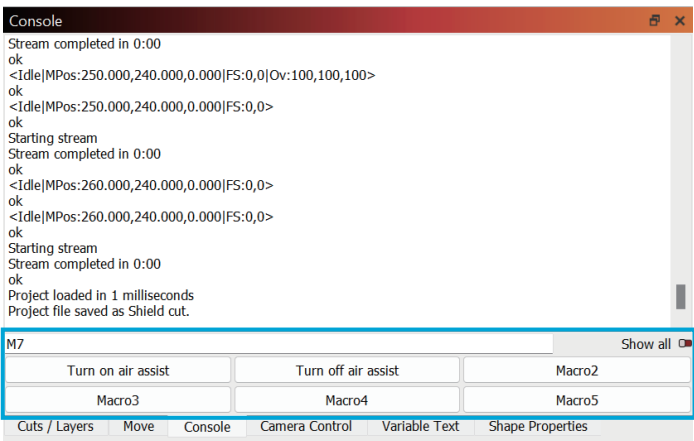 Console
Stream completed in 0:00
ok
<Idle|MPos:250.000,240.000,0.000|FS:0,0|Ov:100,100,100>
ok
<Idle|MPos:250.000,240.000,0.000|FS:0,0>
ok
Starting stream
Stream completed in 0:00
ok
<Idle|MPos:260.000,240.000,0.000|FS:0,0>
ok
<Idle|MPos:260.000,240.000,0.000|FS:0,0>
ok
Starting stream
Stream completed in 0:00
ok
Project loaded in 1 milliseconds
Project file saved as Shield cut.
M7 Show all
Turn on air assist Turn off air assist Macro2
Macro3 Macro4 Macro5
Cuts / Layers Move Console Camera Control Variable Text Shape Properties